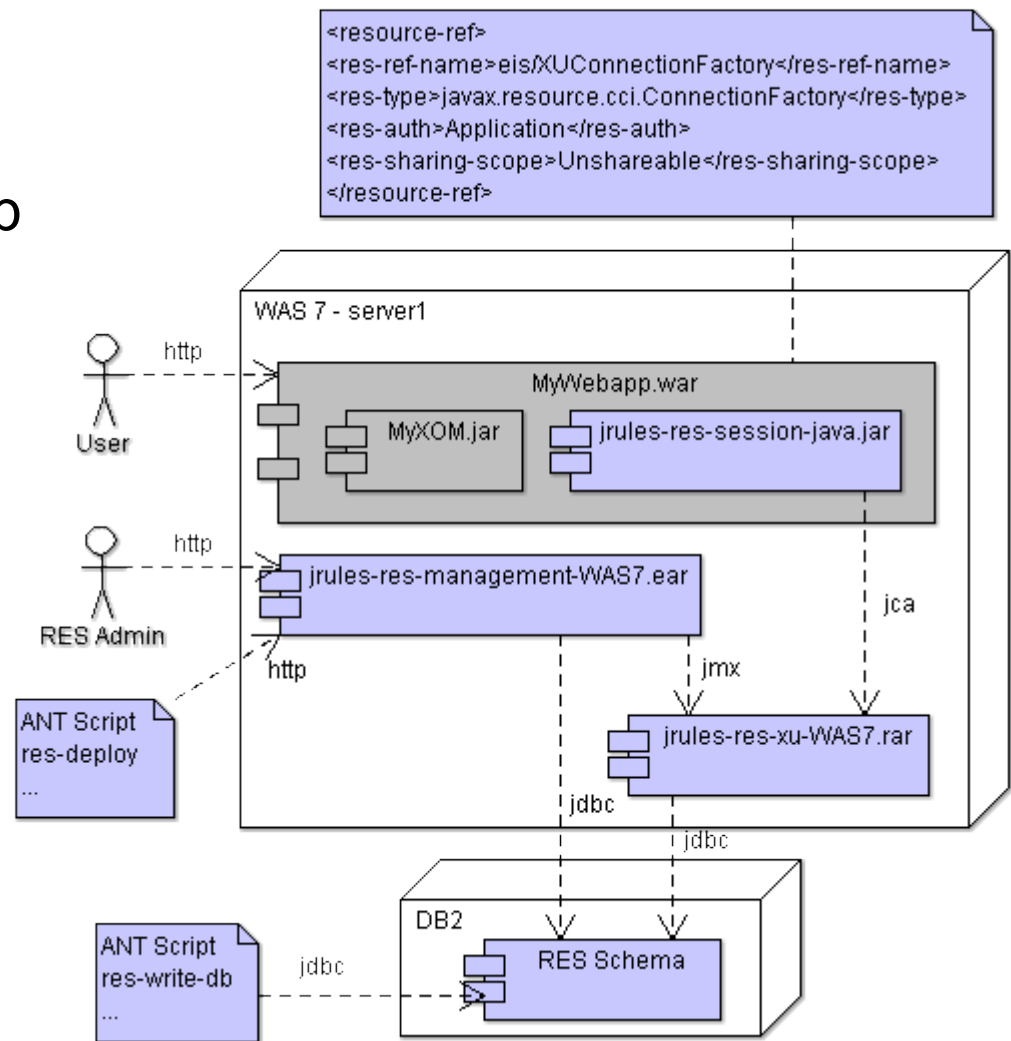 <resource-ref>
<res-ref-name>eis/XUConnectionFactory</res-ref-name>
<res-type>javax.resource.cci.ConnectionFactory</res-type>
<res-auth>Application</res-auth>
<res-sharing-scope>Unshareable</res-sharing-scope>
</resource-ref>
p
WAS 7 - server1
http
User
MyWebapp.war
MyXOM.jar
jrules-res-session-java.jar
http
RES Admin
jrules-res-management-WAS7.ear
jca
http
jmx
ANT Script
res-deploy
...
jrules-res-xu-WAS7.rar
jdbc
jdbc
DB2
RES Schema
ANT Script
res-write-db
...
jdbc